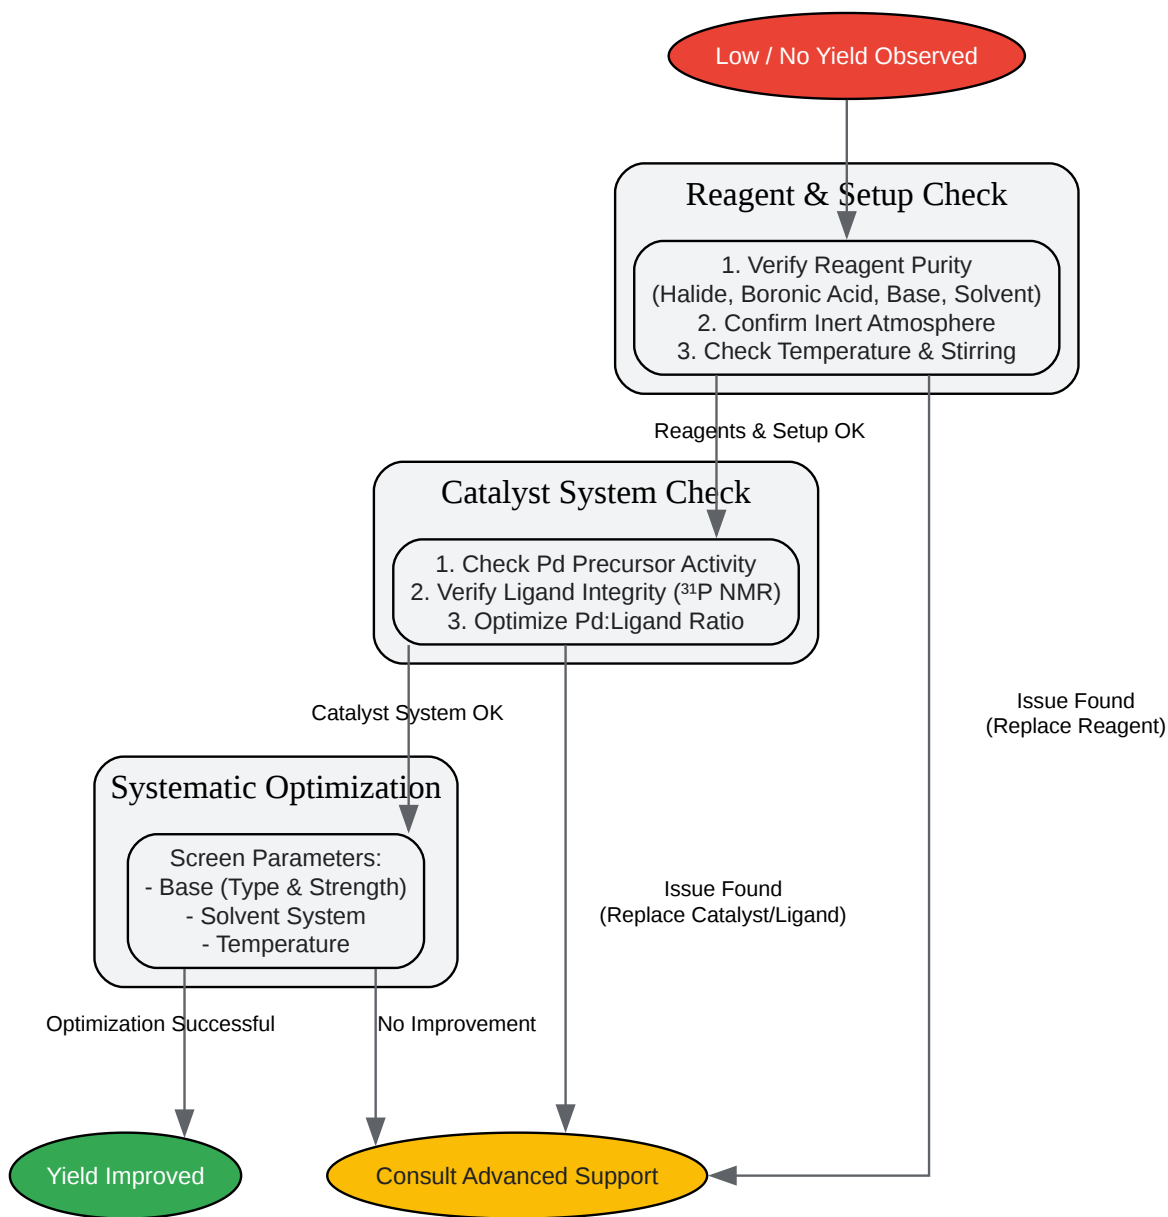 Low / No Yield Observed
Reagent & Setup Check
1. Verify Reagent Purity
(Halide, Boronic Acid, Base, Solvent)
2. Confirm Inert Atmosphere
3. Check Temperature & Stirring
Reagents & Setup OK
Catalyst System Check
1. Check Pd Precursor Activity
2. Verify Ligand Integrity (³¹P NMR)
3. Optimize Pd:Ligand Ratio
Issue Found
(Replace Reagent)
Catalyst System OK
Systematic Optimization
Screen Parameters:
- Base (Type & Strength)
- Solvent System
- Temperature
Issue Found
(Replace Catalyst/Ligand)
Optimization Successful
No Improvement
Yield Improved
Consult Advanced Support